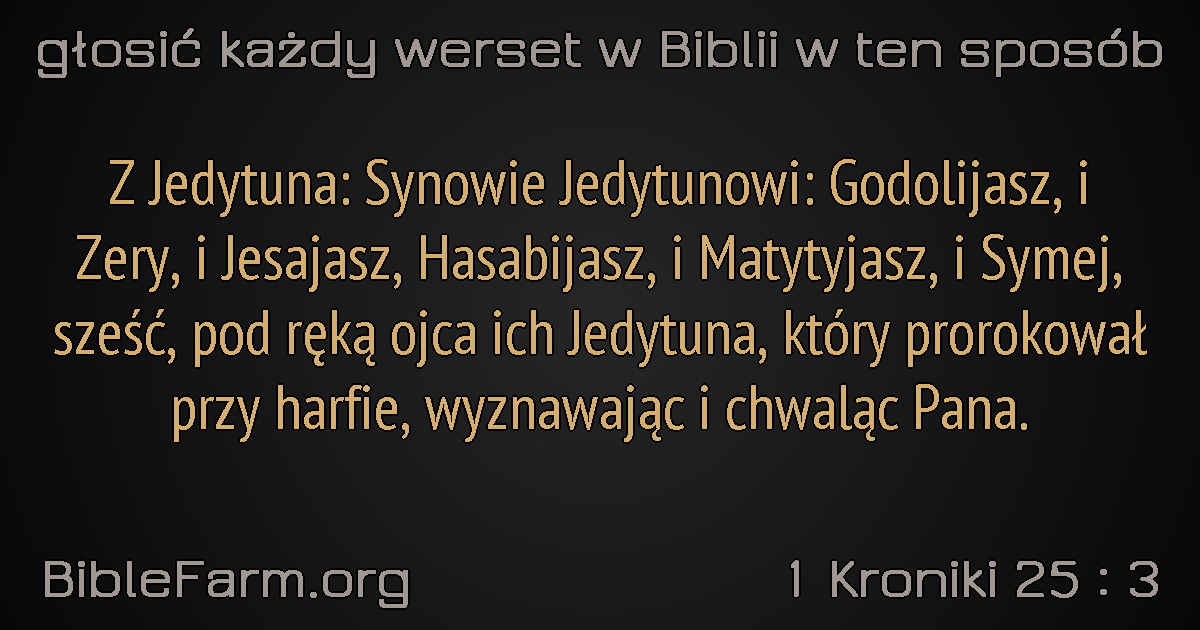 głosić każdy werset w Biblii w ten sposób
Z Jedytuna: Synowie Jedytunowi: Godolijasz, i
Zery, i Jesajasz, Hasabijasz, i Matytyjasz, i Symej,
sześć, pod ręką ojca ich Jedytuna, który prorokował
przy harfie, wyznawając i chwaląc Pana.
BibleFarm.org
1 Kroniki 25 : 3